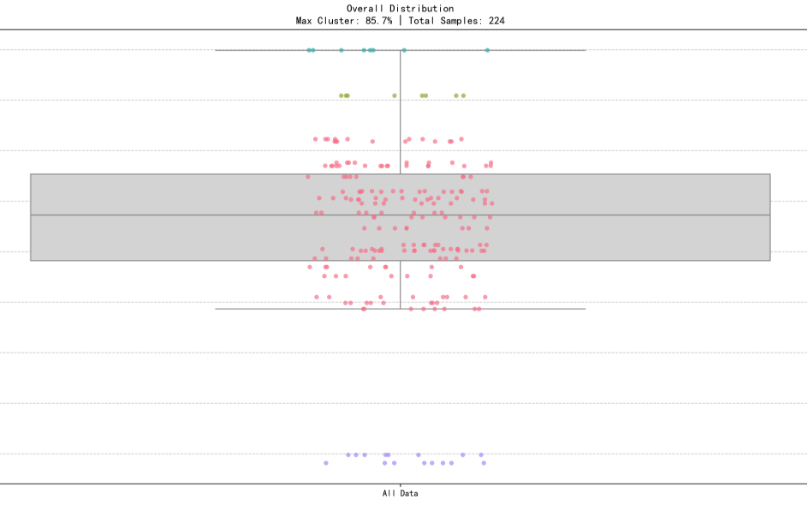 Overall Distribution
Max Cluster: 85.7% | Total Samples: 224
All Data